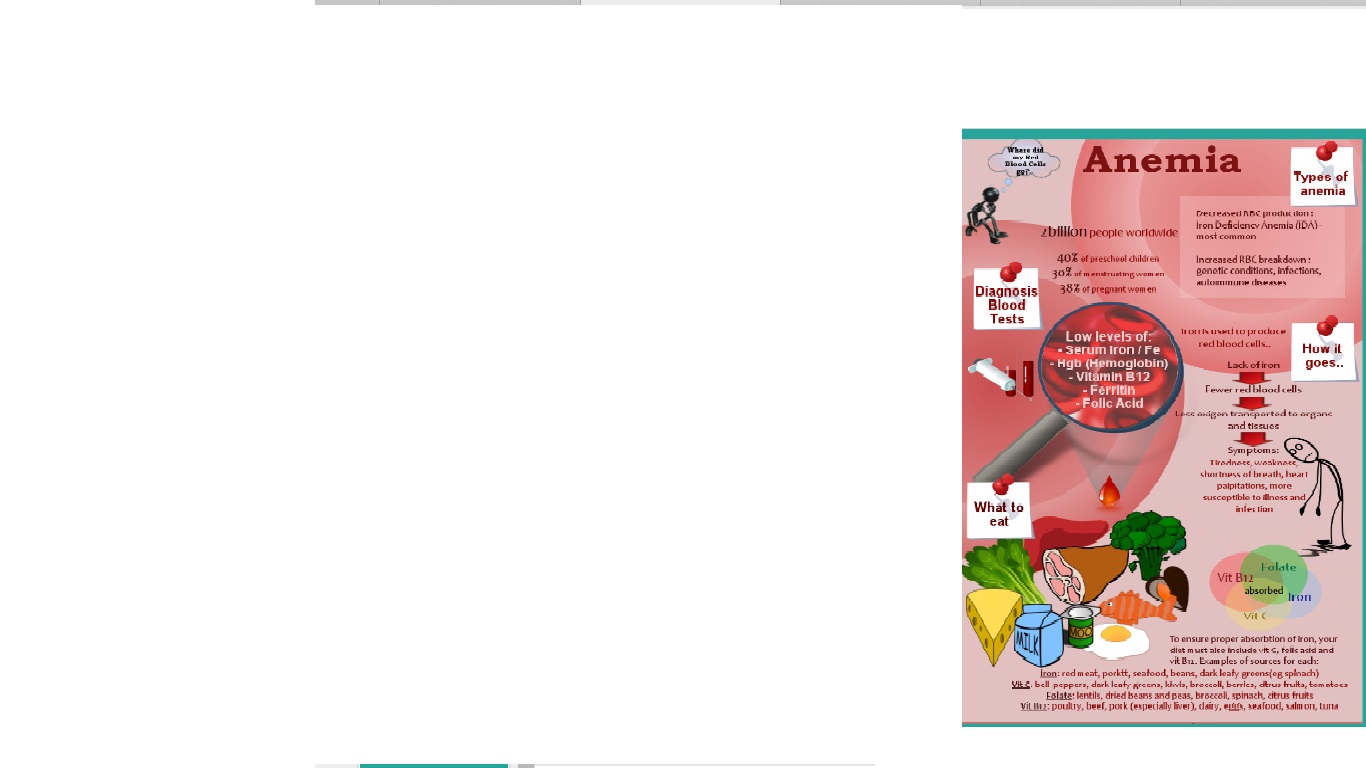 Where did
my Red
Blood Cells
go?..
Anemia
Types of
anemia
2billion people worldwide
40% of preschool children
30% of menstruating women
38% of pregnant women
Decreased RBC production :
Iron Deficiency Anemia (IDA) -
most common
Increased RBC breakdown :
genetic conditions, infections,
autoimmune diseases
Diagnosis
Blood
Tests
Low levels of:
- Serum Iron / Fe
- Hgb (Hemoglobin)
- Vitamin B12
- Ferritin
- Folic Acid
How it
goes..
Iron is used to produce
red blood cells..
Lack of iron
Fewer red blood cells
Less oxigen transported to organs
and tissues
Symptoms:
Tiredness, weakness,
shortness of breath, heart
palpitations, more
susceptible to illness and
infection
What to
eat
MILK
Folate
Vit B12
absorbed
Iron
Vit C
To ensure proper absorbtion of iron, your
diet must also include vit C, folic acid and
vit B12. Examples of sources for each:
Iron: red meat, porktt, seafood, beans, dark leafy greens(eg spinach)
Vit C: bell peppers, dark leafy greens, kiwis, broccoli, berries, citrus fruits, tomatoes
Folate: lentils, dried beans and peas, broccoli, spinach, citrus fruits
Vit B12: poultry, beef, pork (especially liver), dairy, eggs, seafood, salmon, tuna